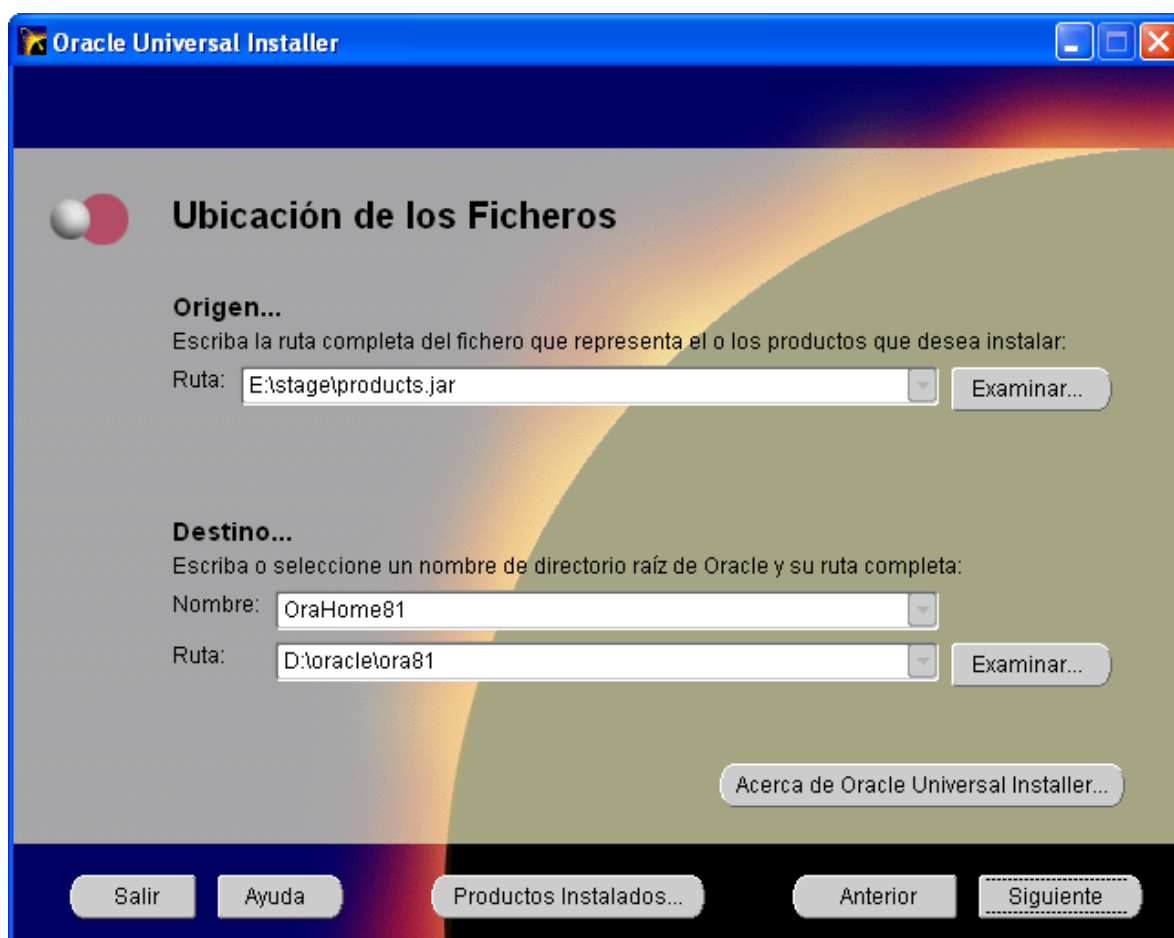 Oracle Universal Installer
Ubicación de los Ficheros
Origen...
Escriba la ruta completa del fichero que representa el o los productos que desea instalar:
Ruta: E:\stage\products.jar Examinar...
Destino...
Escriba o seleccione un nombre de directorio raíz de Oracle y su ruta completa:
Nombre: OraHome81
Ruta: D:\oracle\ora81 Examinar...
Acerca de Oracle Universal Installer...
Salir Ayuda Productos Instalados... Anterior Siguiente